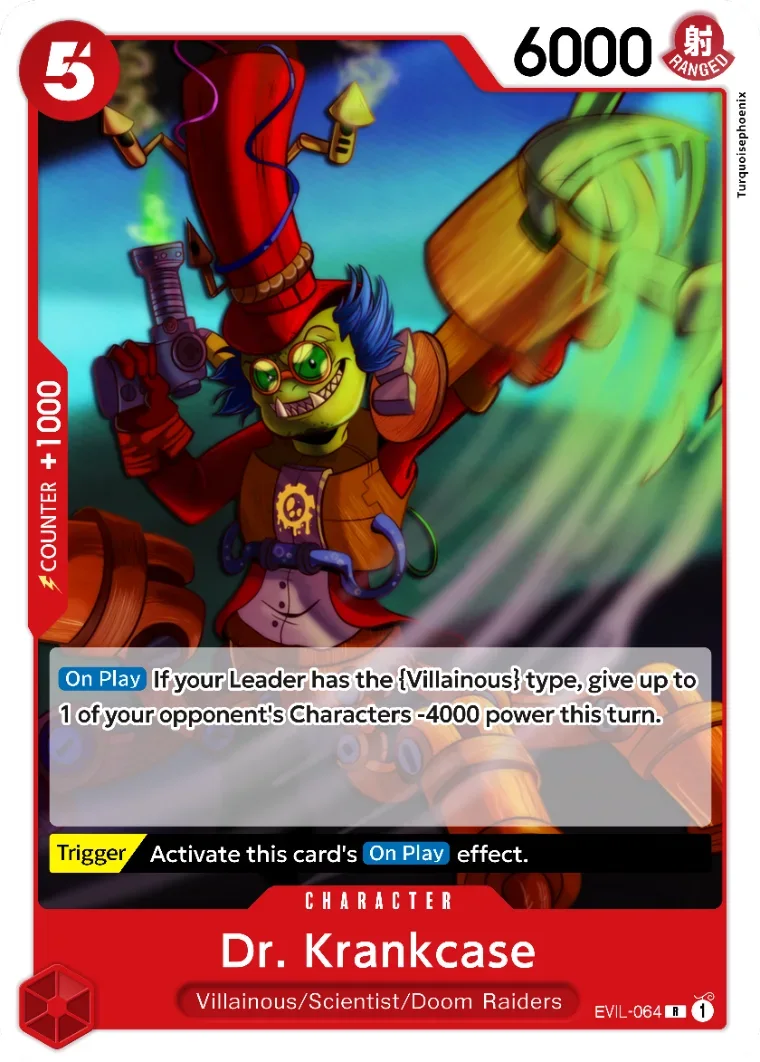 5
6000
射
RANGED
Turquoisephoenix
COUNTER +1000
On Play If your Leader has the {Villainous} type, give up to
1 of your opponent's Characters -4000 power this turn.
Trigger Activate this card's On Play effect.
CHARACTER
Dr. Krankcase
Villainous/Scientist/Doom Raiders
EVIL-064 R 1